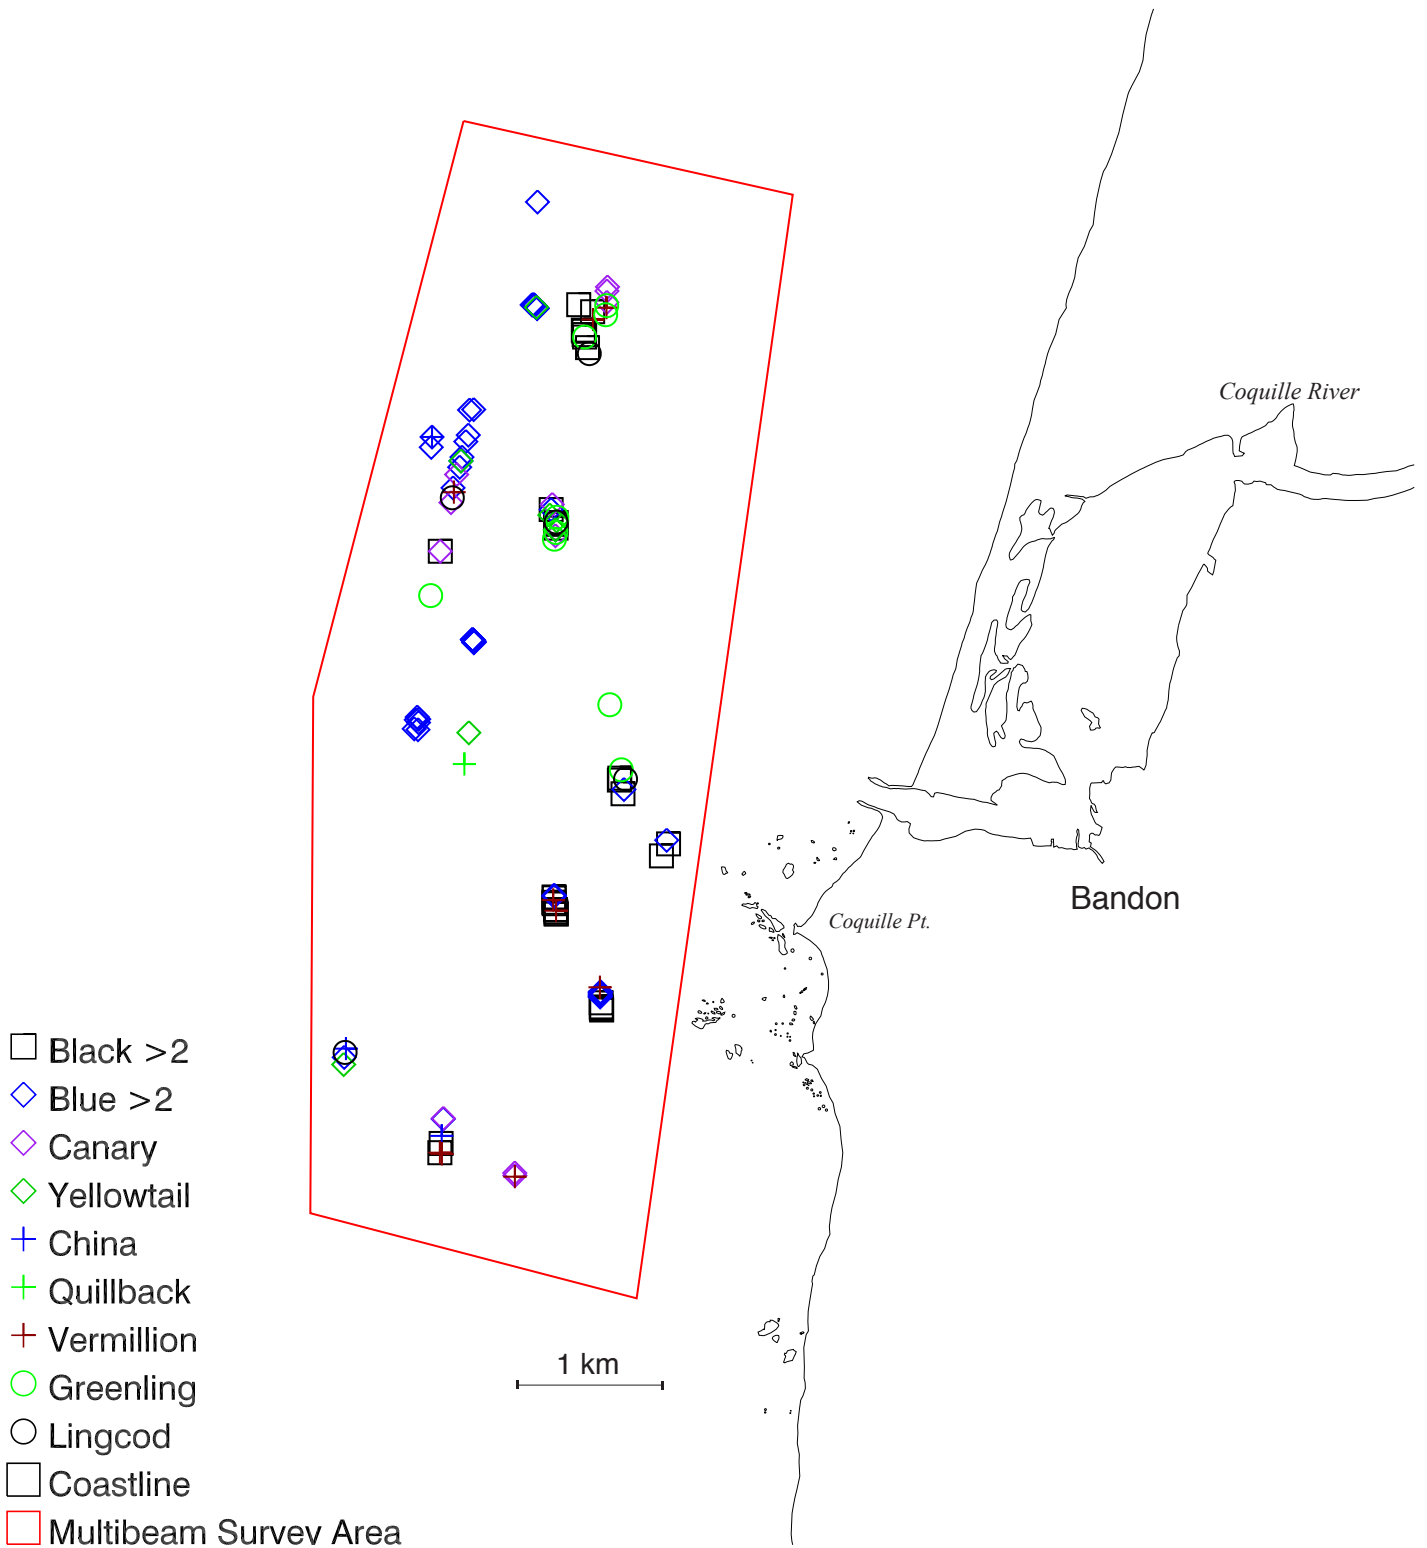 Coquille River
Bandon
Coquille Pt.
Black >2
Blue >2
Canary
Yellowtail
China
Quillback
Vermillion
1 km
Greenling
Lingcod
Coastline
Multibeam Survey Area